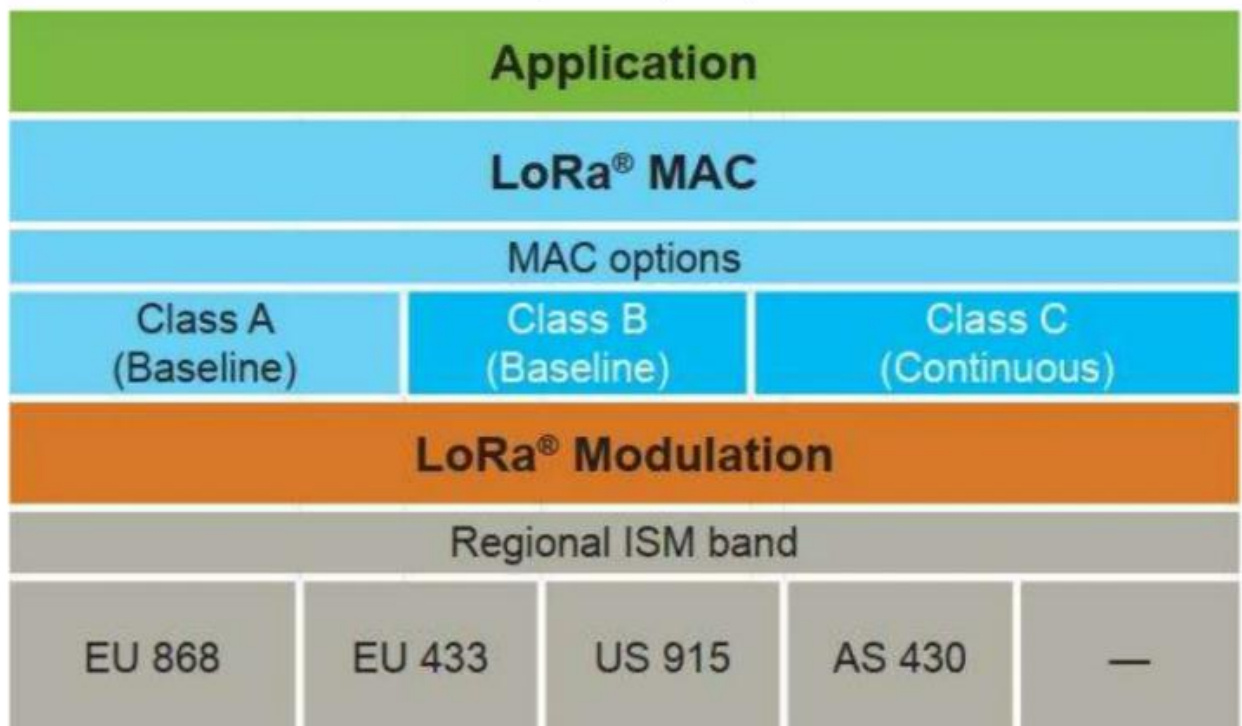 Application
LoRa® MAC
MAC options
Class A
(Baseline)
Class B
(Baseline)
Class C
(Continuous)
LoRa® Modulation
Regional ISM band
EU 868
EU 433
US 915
AS 430
—